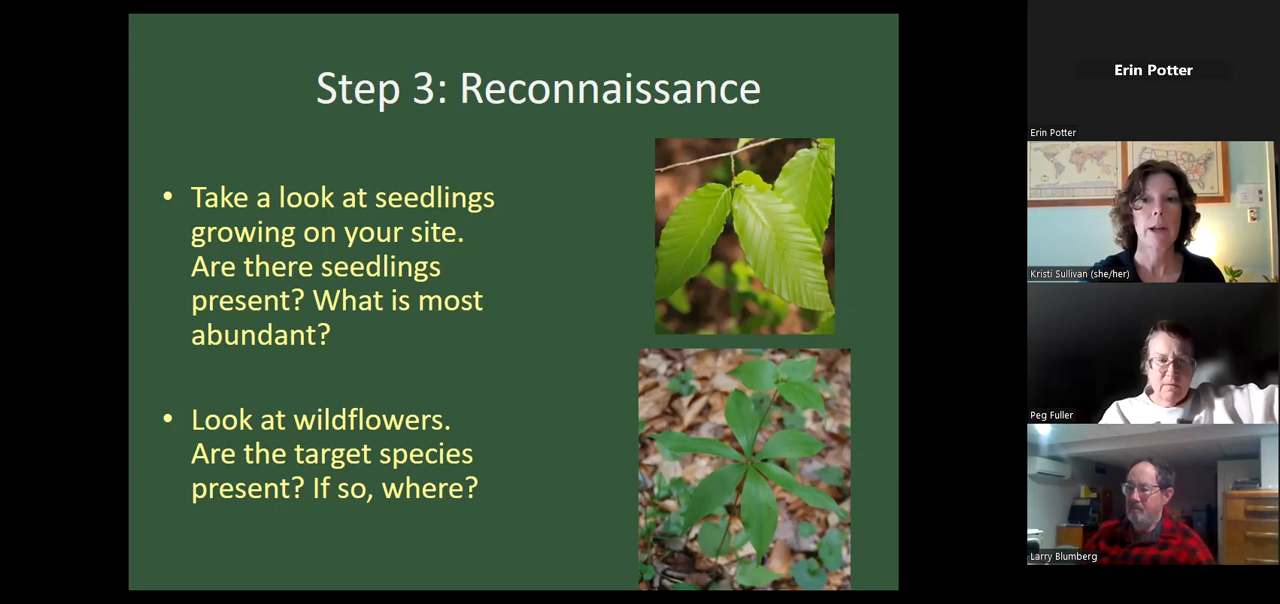 Step 3: Reconnaissance
• Take a look at seedlings
growing on your site.
Are there seedlings
present? What is most
abundant?
• Look at wildflowers.
Are the target species
present? If so, where?
Erin Potter
Erin Potter
Kristi Sullivan (she/her)
Peg Fuller
Larry Blumberg